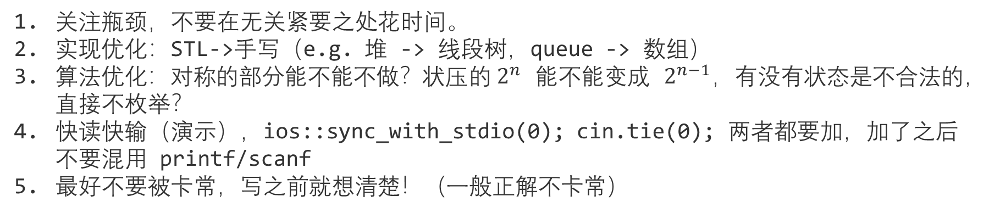 1. 关注瓶颈，不要在无关紧要之处花时间。
2. 实现优化：STL->手写（e.g. 堆 -> 线段树，queue -> 数组）
3. 算法优化：对称的部分能不能不做？状压的 2^n 能不能变成 2^{n-1}，有没有状态是不合法的，
直接不枚举？
4. 快读快输（演示），ios::sync_with_stdio(0); cin.tie(0); 两者都要加，加了之后
不要混用 printf/scanf
5. 最好不要被卡常，写之前就想清楚！（一般正解不卡常）